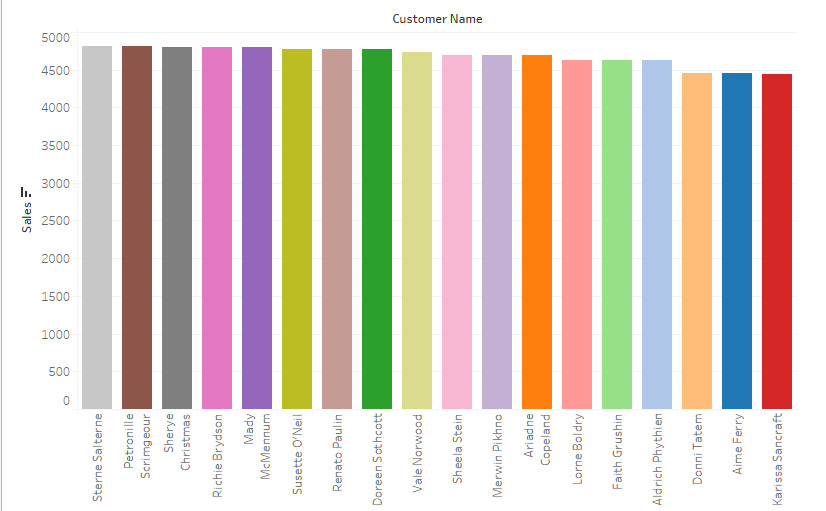 Customer Name
5000
4500
4000
3500
3000
2500
2000
1500
1000
500
0
Sales
Sterne Salterne
Petronille
Scrimgeour
Sherye
Christmas
Richie Brydson
Mady
McMennum
Susette O'Neil
Renato Paulin
Doreen Sothcott
Vale Norwood
Sheela Stein
Merwin Pikhno
Ariadne
Copeland
Lorne Boldry
Faith Grushin
Aldrich Phythien
Donni Tatem
Aime Ferry
Karissa Sancraft